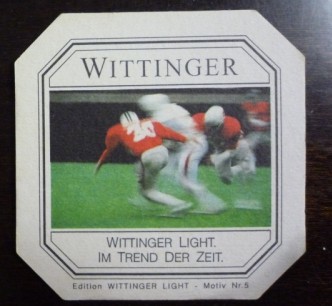 WITTINGER
WITTINGER LIGHT.
IM TREND DER ZEIT.
Edition WITTINGER LIGHT - Motiv Nr.5